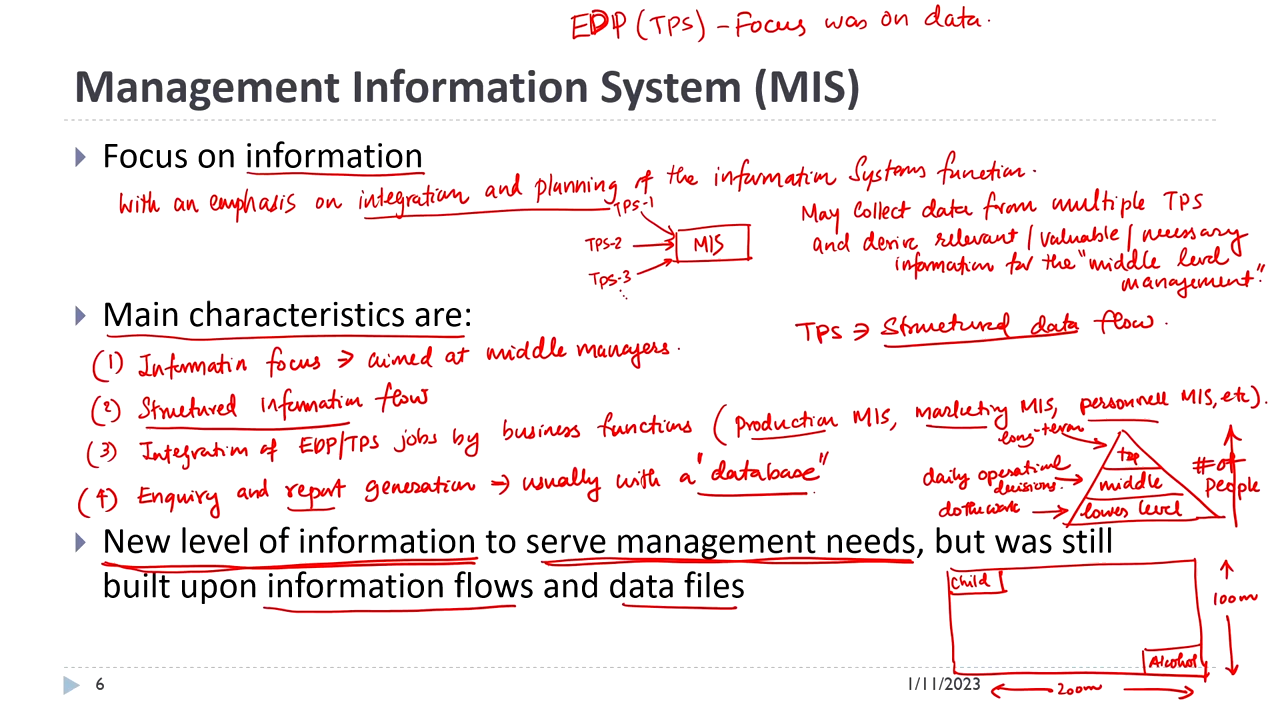 EDP (TPS) - Focus was on data.
Management Information System (MIS)
Focus on information
with an emphasis on integration and planning of the information Systems function.
TPS-1
TPS-2
TPS-3
MIS
May collect data from multiple TPS
and derive relevant/valuable/necessary
information for the "middle level
management."
Main characteristics are:
TPS → Structured data flow.
(1) Informatin focus → aimed at middle managers.
(2) Structured information flow
(3) Integration of EDP/TPS jobs by business functions (production MIS, marketing MIS, personnell MIS, etc).
(4) Enquiry and report generation → usually with a "database".
long-term
daily operational
decisions.
do the work
top
middle
lower level
# of
people
New level of information to serve management needs, but was still
built upon information flows and data files
Child
Alcohol
100m
200m
6
1/11/2023